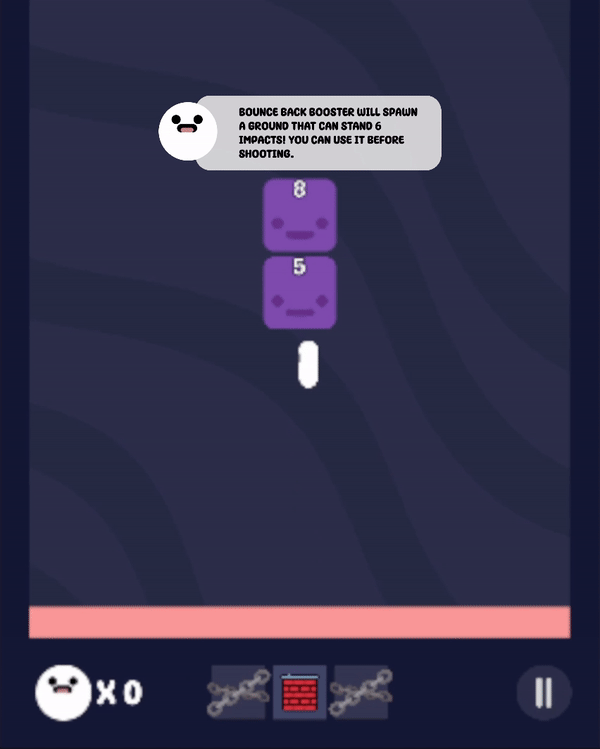 BOUNCE BACK BOOSTER WILL SPAWN
A GROUND THAT CAN STAND 6
IMPACTS! YOU CAN USE IT BEFORE
SHOOTING.
8
5
X 0